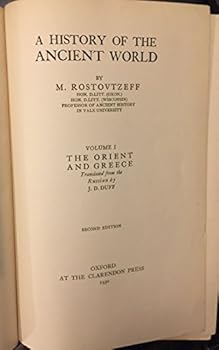 A HISTORY OF THE
ANCIENT WORLD
BY
M. ROSTOVTZEFF
HON. D.LITT. (OXON.)
HON. D.LITT. (WISCONSIN)
PROFESSOR OF ANCIENT HISTORY
IN YALE UNIVERSITY
VOLUME I
THE ORIENT
AND GREECE
Translated from the
Russian by
J. D. DUFF
SECOND EDITION
OXFORD
AT THE CLARENDON PRESS
1930